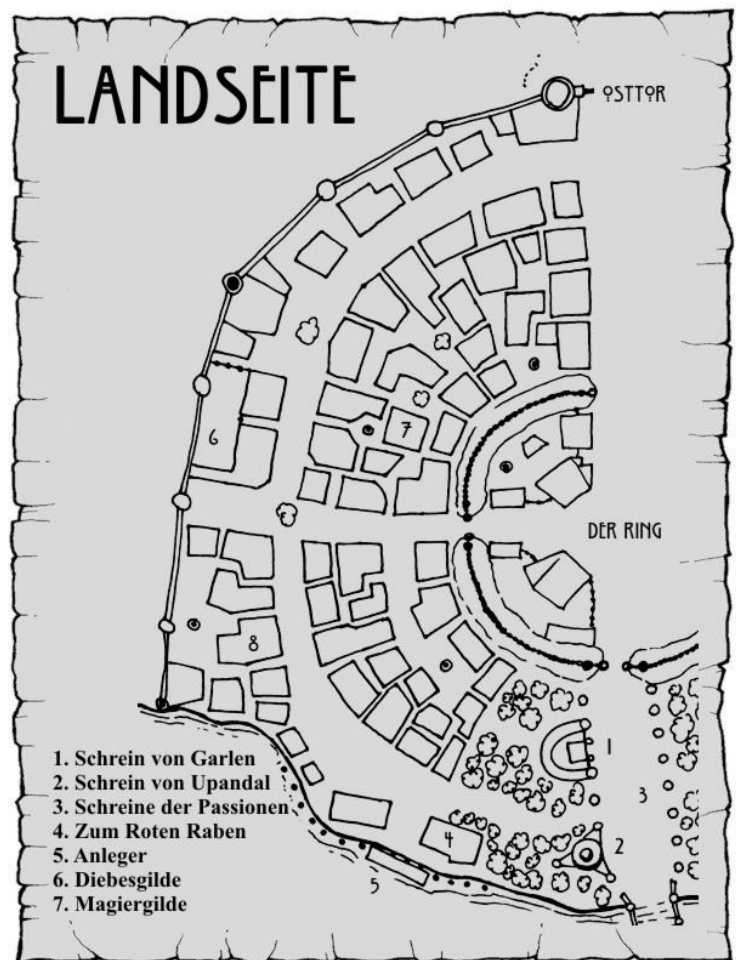 LANDSEITE
OSTTOR
6
7
DER RING
8
1
3
4
2
5
1. Schrein von Garlen
2. Schrein von Upandal
3. Schreine der Passionen
4. Zum Roten Raben
5. Anleger
6. Diebesgilde
7. Magiergilde